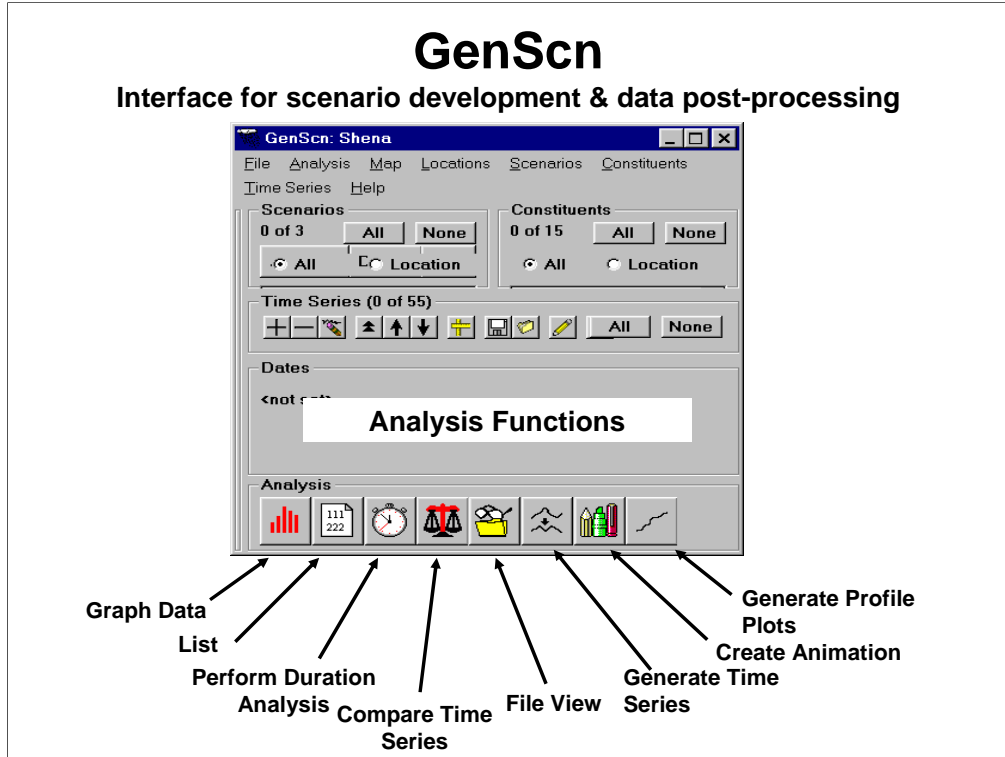 GenScn
Interface for scenario development & data post-processing
GenScn: Shena
File Analysis Map Locations Scenarios Constituents
Time Series Help
Scenarios
0 of 3 All None
All Location
Constituents
0 of 15 All None
All Location
Time Series (0 of 55)
All None
Dates
<not set>
Analysis Functions
Analysis
111
222
Graph Data
List
Perform Duration
Analysis
Compare Time
Series
File View
Generate Time
Series
Create Animation
Generate Profile
Plots